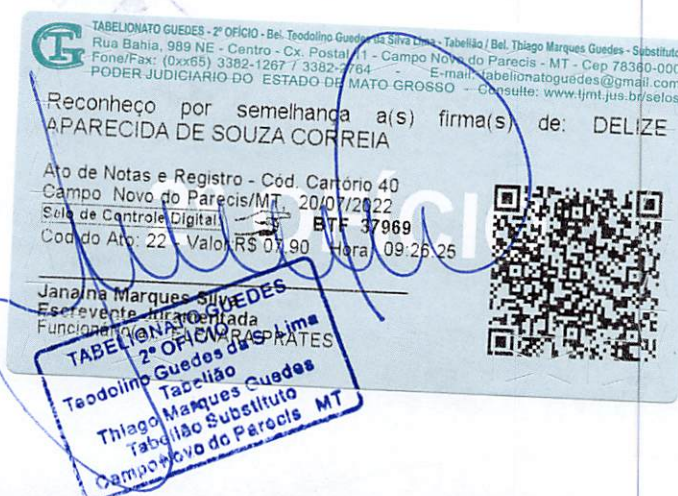 TABELIONATO GUEDES - 2º OFÍCIO - Bel. Teodolino Guedes da Silva Lima - Tabelião / Bel. Thiago Marques Guedes - Substituto
Rua Bahia, 989 NE - Centro - Cx. Postal 11 - Campo Novo do Parecis - MT - Cep 78360-000
Fone/Fax: (0xx65) 3382-1267 / 3382-2764 - E-mail: tabelionatoguedes@gmail.com
PODER JUDICIARIO DO ESTADO DE MATO GROSSO - Consulte: www.tjmt.jus.br/selos
Reconheço por semelhança a(s) firma(s) de: DELIZE
APARECIDA DE SOUZA CORREIA
Ato de Notas e Registro - Cód. Cartório 40
Campo Novo do Parecis/MT, 20/07/2022
Selo de Controle Digital BTF 37969
Cod do Ato: 22 Valor R$ 07,90 Hora 09:26:25
2º OFÍCIO
Janaina Marques Silva
Escrevente Juramentada
Funcionário(a): PRATES
TABELIONATO GUEDES
2º OFÍCIO
Teodolino Guedes da S. Lima
Tabelião
Thiago Marques Guedes
Tabelião Substituto
Campo Novo do Parecis MT